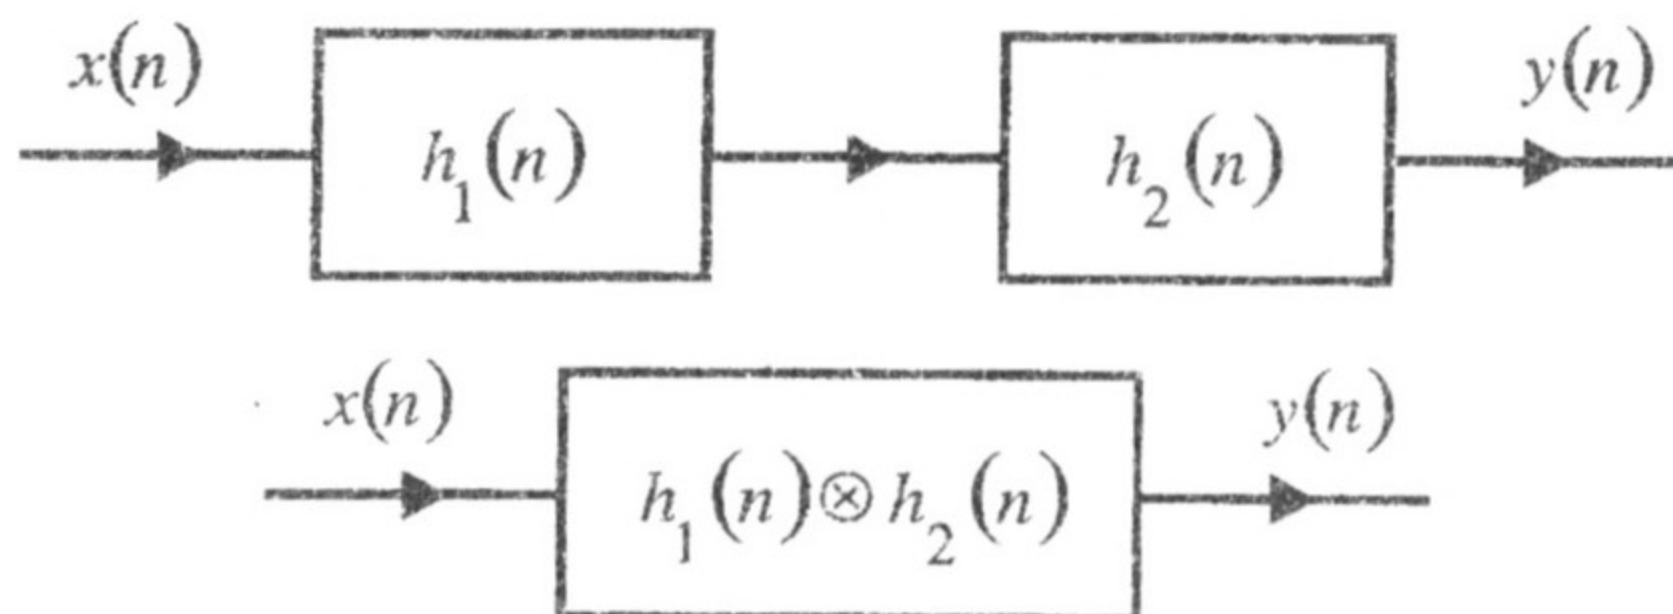 x(n) h₁(n) h₂(n) y(n)
x(n) h₁(n)⊗h₂(n) y(n)